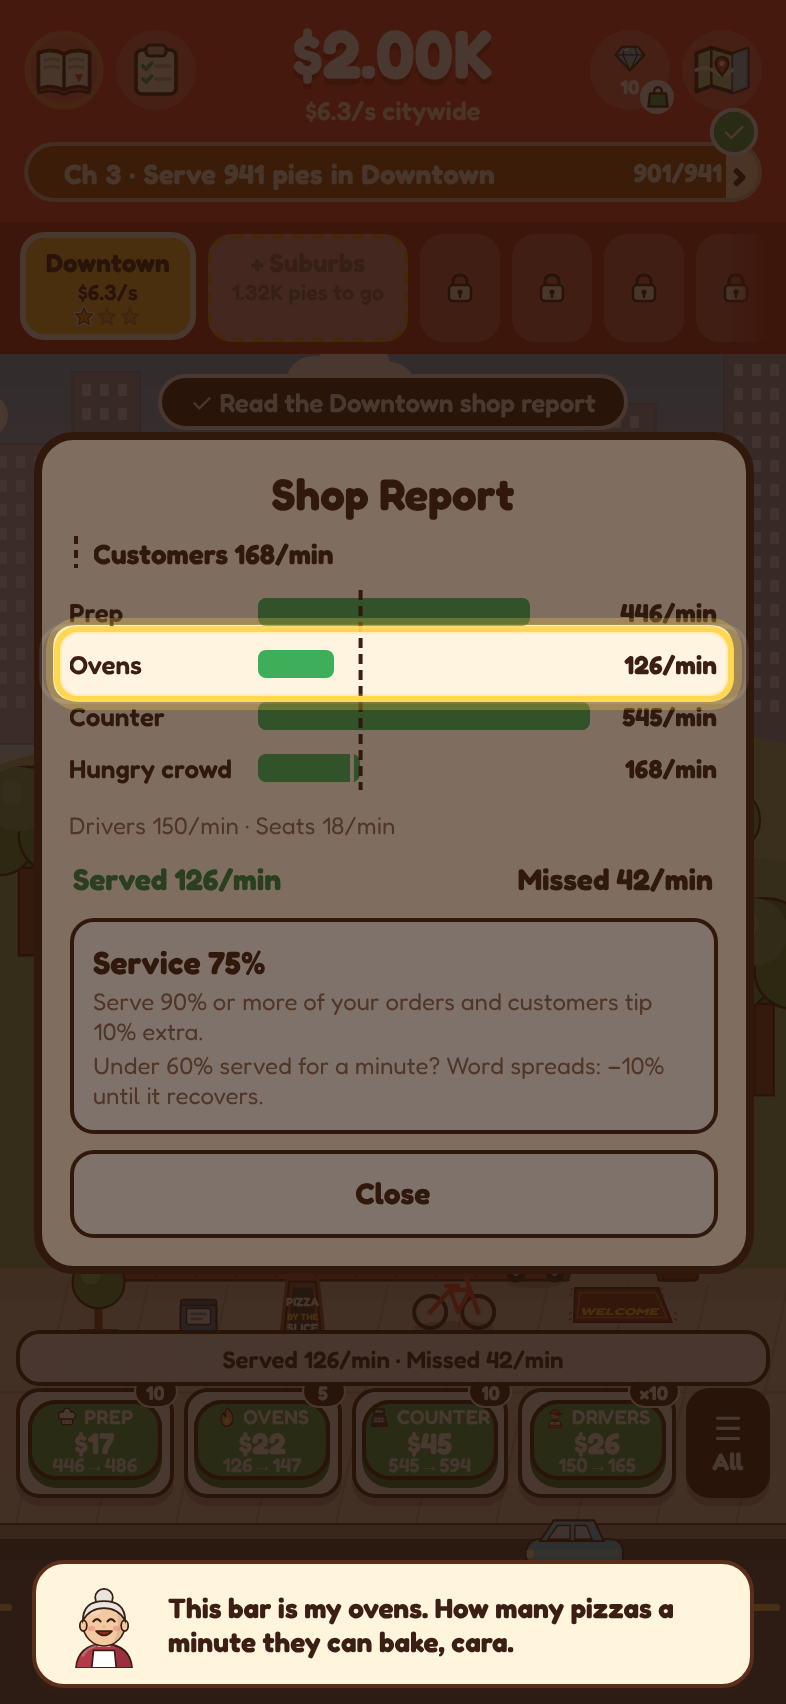 $2.00K
10
$6.3/s citywide
Ch 3 · Serve 941 pies in Downtown 901/941
Downtown
$6.3/s
+ Suburbs
1.32K pies to go
✓ Read the Downtown shop report
Shop Report
Customers 168/min
Prep 446/min
Ovens 126/min
Counter 545/min
Hungry crowd 168/min
Drivers 150/min · Seats 18/min
Served 126/min Missed 42/min
Service 75%
Serve 90% or more of your orders and customers tip
10% extra.
Under 60% served for a minute? Word spreads: −10%
until it recovers.
Close
PIZZA
BY THE
SLICE
WELCOME
Served 126/min · Missed 42/min
10 5 10 x10
PREP OVENS COUNTER DRIVERS
$17 $22 $45 $26
446→486 126→147 545→594 150→165
All
This bar is my ovens. How many pizzas a
minute they can bake, cara.